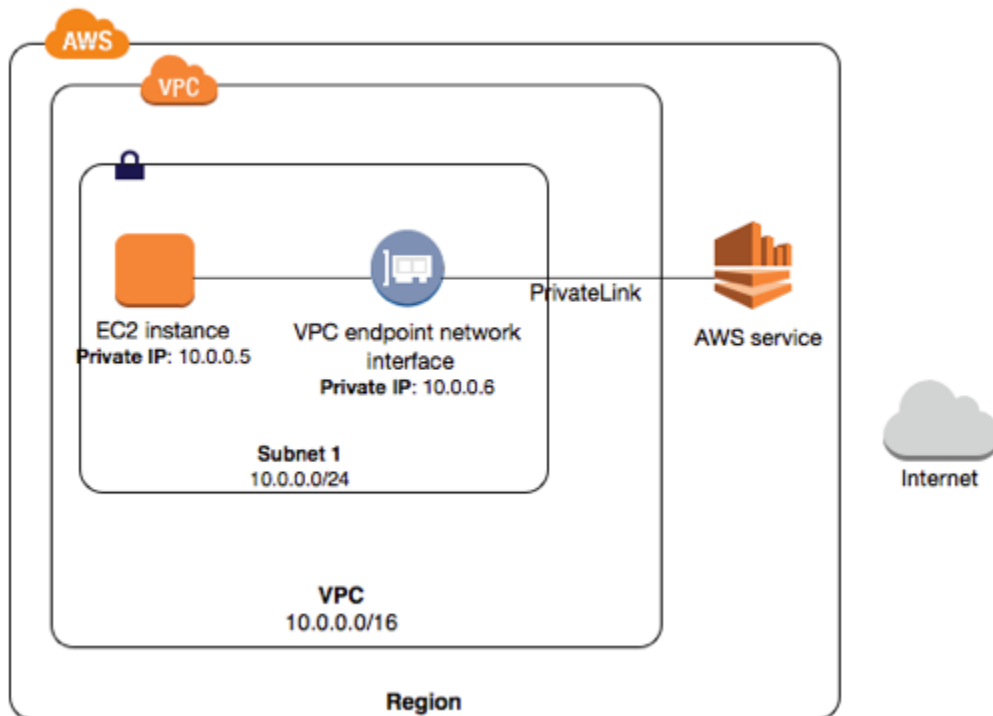 AWS
VPC
EC2 instance
Private IP: 10.0.0.5
VPC endpoint network
interface
Private IP: 10.0.0.6
PrivateLink
AWS service
Subnet 1
10.0.0.0/24
Internet
VPC
10.0.0.0/16
Region